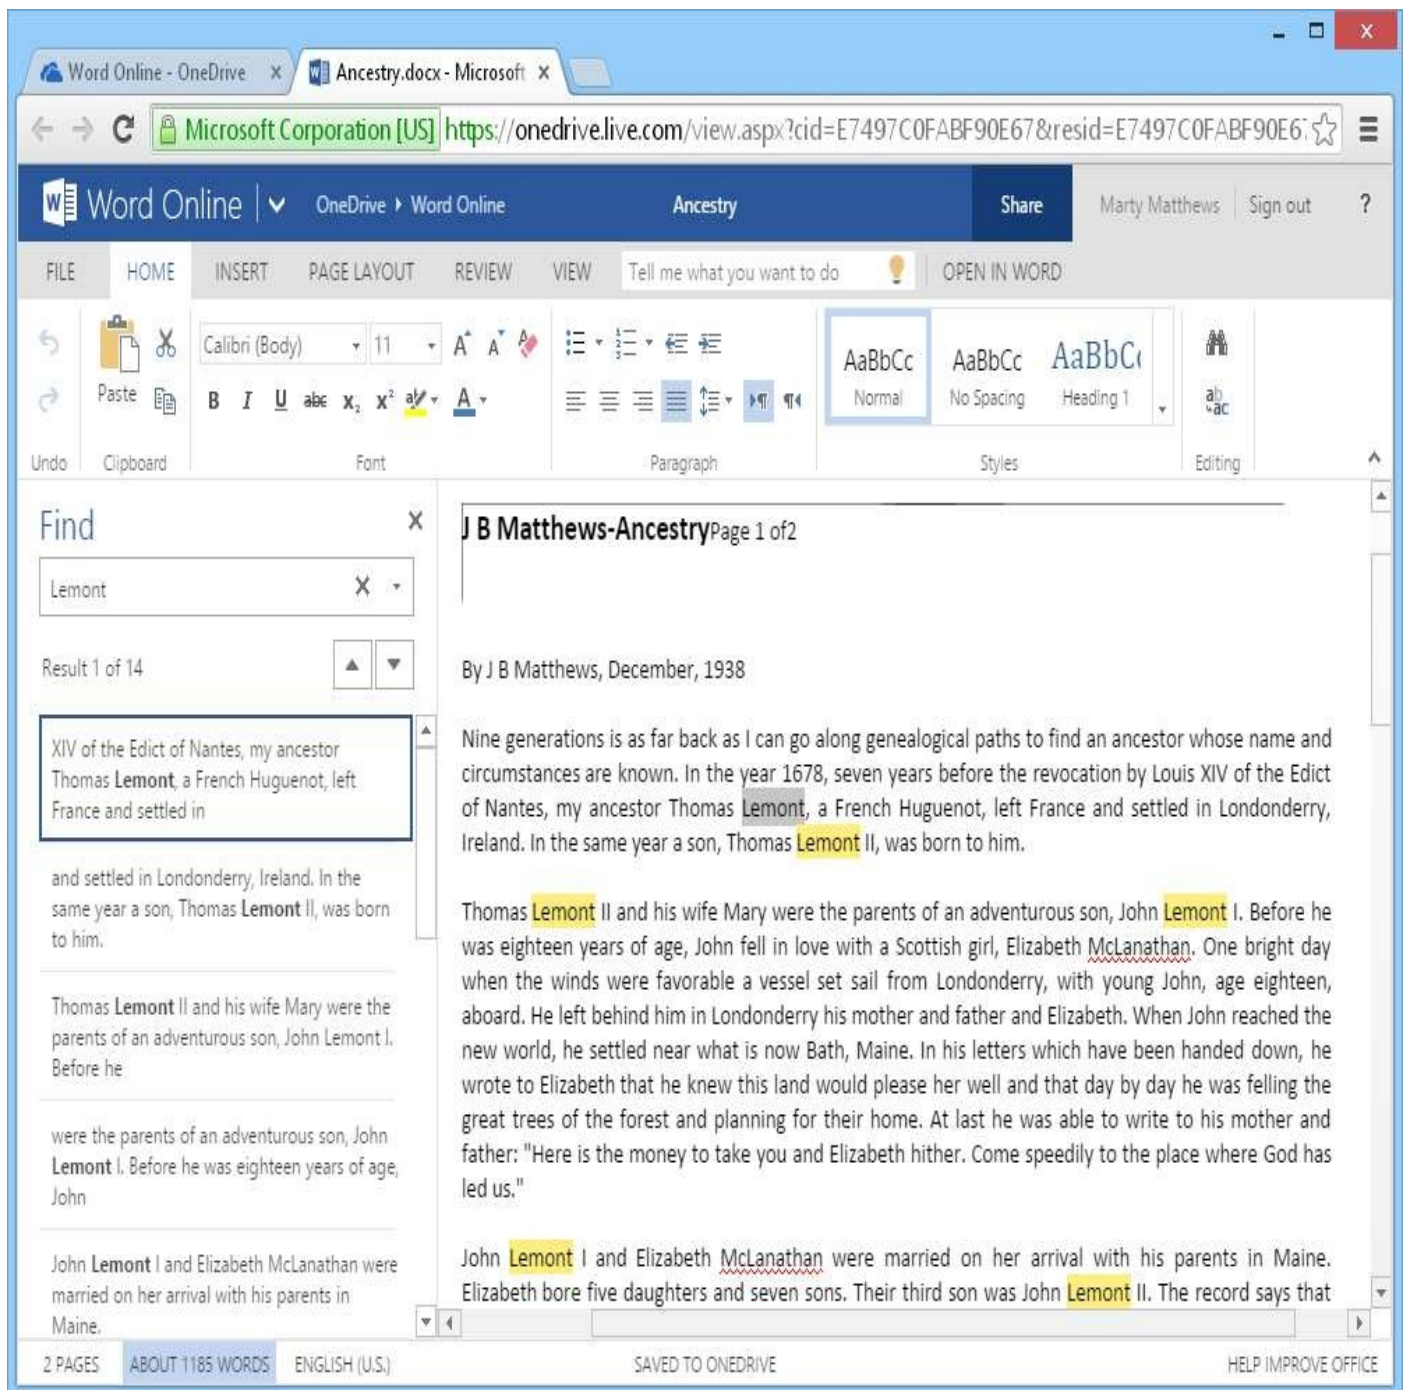 Word Online - OneDrive
Ancestry.docx - Microsoft
Microsoft Corporation [US] https://onedrive.live.com/view.aspx?cid=E7497C0FABF90E67&resid=E7497C0FABF90E67
Word Online OneDrive Word Online Ancestry Share Marty Matthews Sign out ?
FILE HOME INSERT PAGE LAYOUT REVIEW VIEW Tell me what you want to do OPEN IN WORD
Calibri (Body) 11
Paste B I U abc x₂ x² aby A
AaBbCc AaBbCc AaBbCc
Normal No Spacing Heading 1
ab
ac
Undo Clipboard Font Paragraph Styles Editing
Find
Lemont
Result 1 of 14
XIV of the Edict of Nantes, my ancestor
Thomas Lemont, a French Huguenot, left
France and settled in
and settled in Londonderry, Ireland. In the
same year a son, Thomas Lemont II, was born
to him.
Thomas Lemont II and his wife Mary were the
parents of an adventurous son, John Lemont I.
Before he
were the parents of an adventurous son, John
Lemont I. Before he was eighteen years of age,
John
John Lemont I and Elizabeth McLanathan were
married on her arrival with his parents in
Maine.
J B Matthews-AncestryPage 1 of2
By J B Matthews, December, 1938
Nine generations is as far back as I can go along genealogical paths to find an ancestor whose name and
circumstances are known. In the year 1678, seven years before the revocation by Louis XIV of the Edict
of Nantes, my ancestor Thomas Lemont, a French Huguenot, left France and settled in Londonderry,
Ireland. In the same year a son, Thomas Lemont II, was born to him.
Thomas Lemont II and his wife Mary were the parents of an adventurous son, John Lemont I. Before he
was eighteen years of age, John fell in love with a Scottish girl, Elizabeth McLanathan. One bright day
when the winds were favorable a vessel set sail from Londonderry, with young John, age eighteen,
aboard. He left behind him in Londonderry his mother and father and Elizabeth. When John reached the
new world, he settled near what is now Bath, Maine. In his letters which have been handed down, he
wrote to Elizabeth that he knew this land would please her well and that day by day he was felling the
great trees of the forest and planning for their home. At last he was able to write to his mother and
father: "Here is the money to take you and Elizabeth hither. Come speedily to the place where God has
led us."
John Lemont I and Elizabeth McLanathan were married on her arrival with his parents in Maine.
Elizabeth bore five daughters and seven sons. Their third son was John Lemont II. The record says that
2 PAGES ABOUT 1185 WORDS ENGLISH (U.S.) SAVED TO ONEDRIVE HELP IMPROVE OFFICE